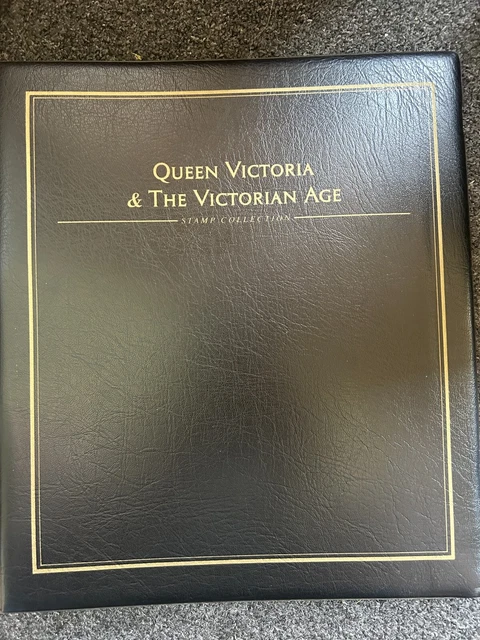 QUEEN VICTORIA
& THE VICTORIAN AGE
STAMP COLLECTION